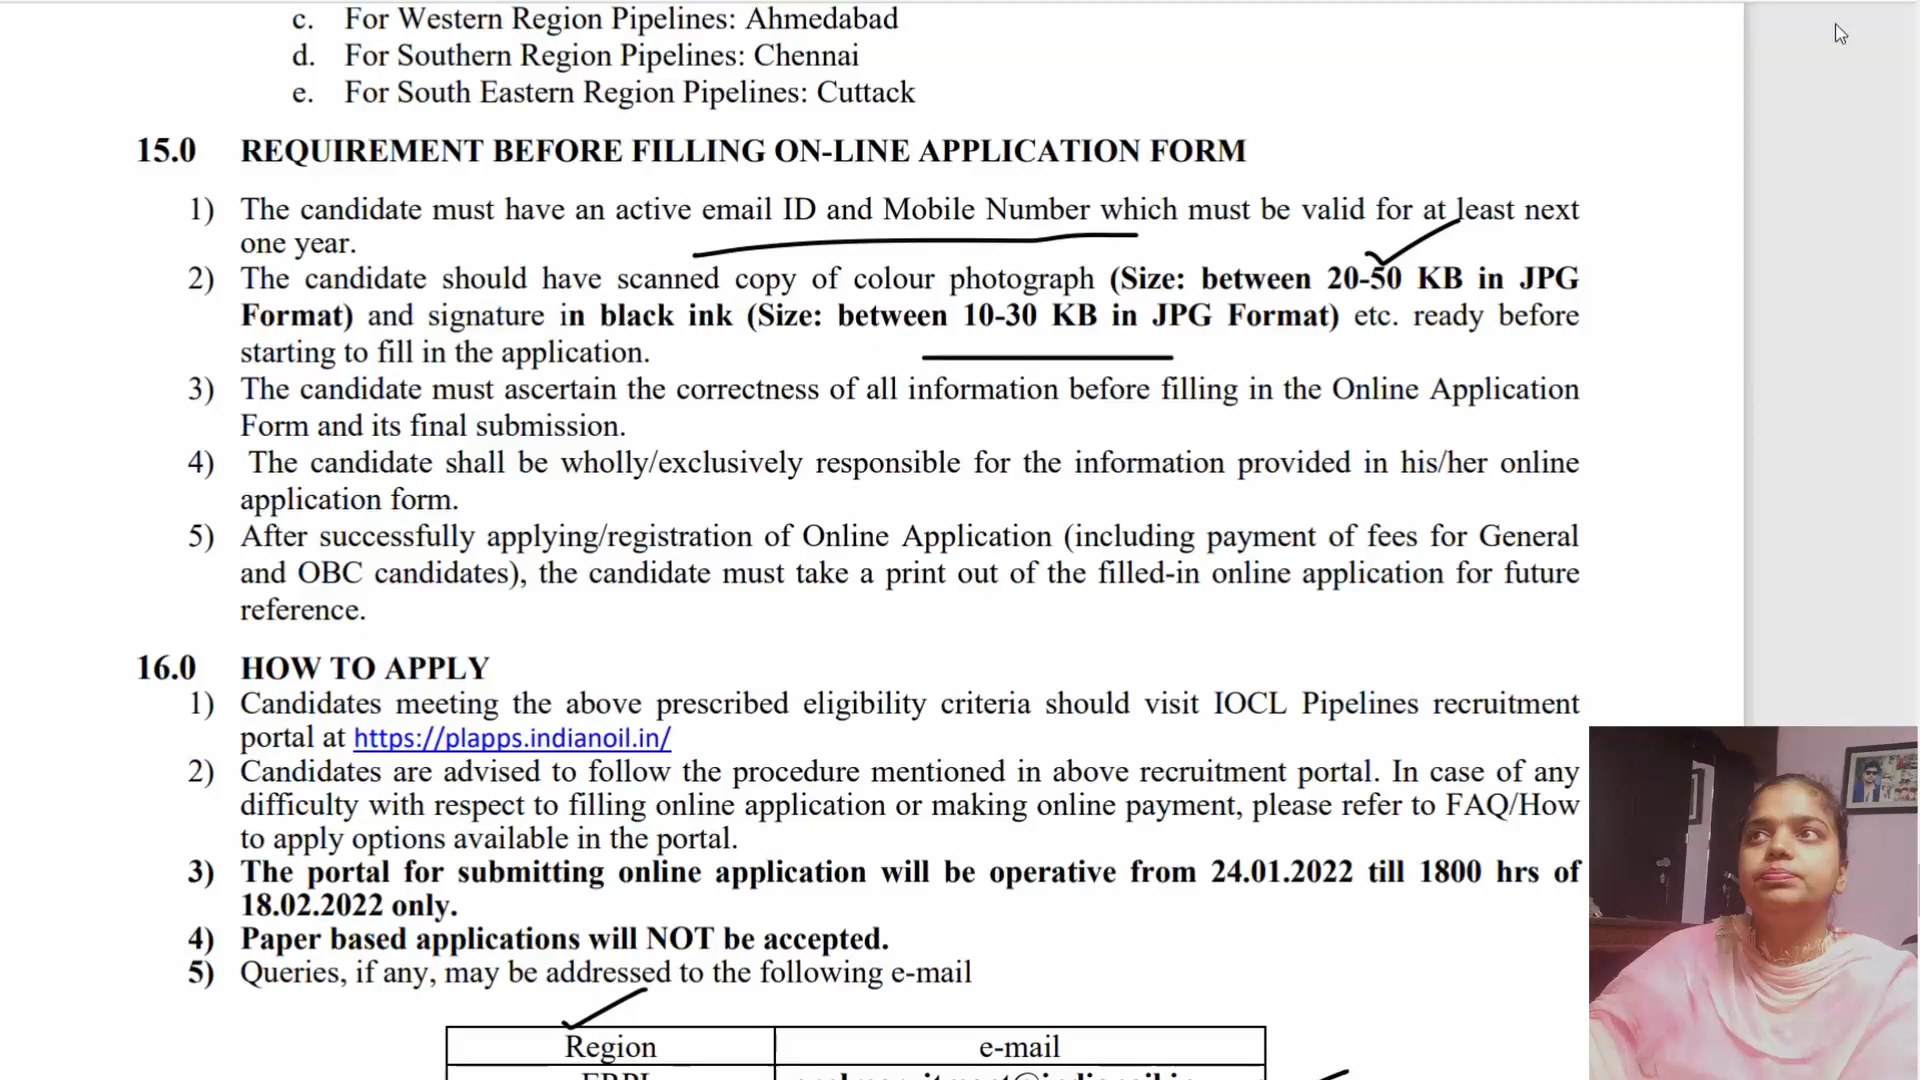 c. For Western Region Pipelines: Ahmedabad
d. For Southern Region Pipelines: Chennai
e. For South Eastern Region Pipelines: Cuttack
15.0 REQUIREMENT BEFORE FILLING ON-LINE APPLICATION FORM
1) The candidate must have an active email ID and Mobile Number which must be valid for at least next
one year.
2) The candidate should have scanned copy of colour photograph (Size: between 20-50 KB in JPG
Format) and signature in black ink (Size: between 10-30 KB in JPG Format) etc. ready before
starting to fill in the application.
3) The candidate must ascertain the correctness of all information before filling in the Online Application
Form and its final submission.
4) The candidate shall be wholly/exclusively responsible for the information provided in his/her online
application form.
5) After successfully applying/registration of Online Application (including payment of fees for General
and OBC candidates), the candidate must take a print out of the filled-in online application for future
reference.
16.0 HOW TO APPLY
1) Candidates meeting the above prescribed eligibility criteria should visit IOCL Pipelines recruitment
portal at https://plapps.indianoil.in/
2) Candidates are advised to follow the procedure mentioned in above recruitment portal. In case of any
difficulty with respect to filling online application or making online payment, please refer to FAQ/How
to apply options available in the portal.
3) The portal for submitting online application will be operative from 24.01.2022 till 1800 hrs of
18.02.2022 only.
4) Paper based applications will NOT be accepted.
5) Queries, if any, may be addressed to the following e-mail
Region e-mail